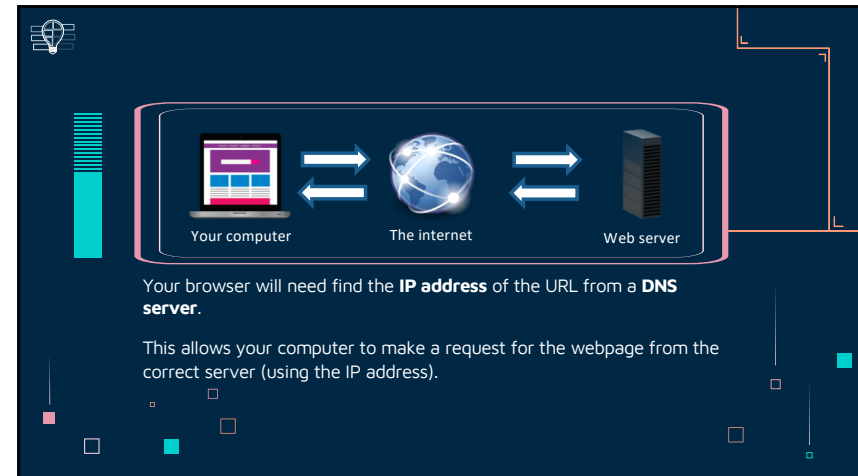 Your computer
The internet
Web server
Your browser will need find the IP address of the URL from a DNS
server.
This allows your computer to make a request for the webpage from the
correct server (using the IP address).